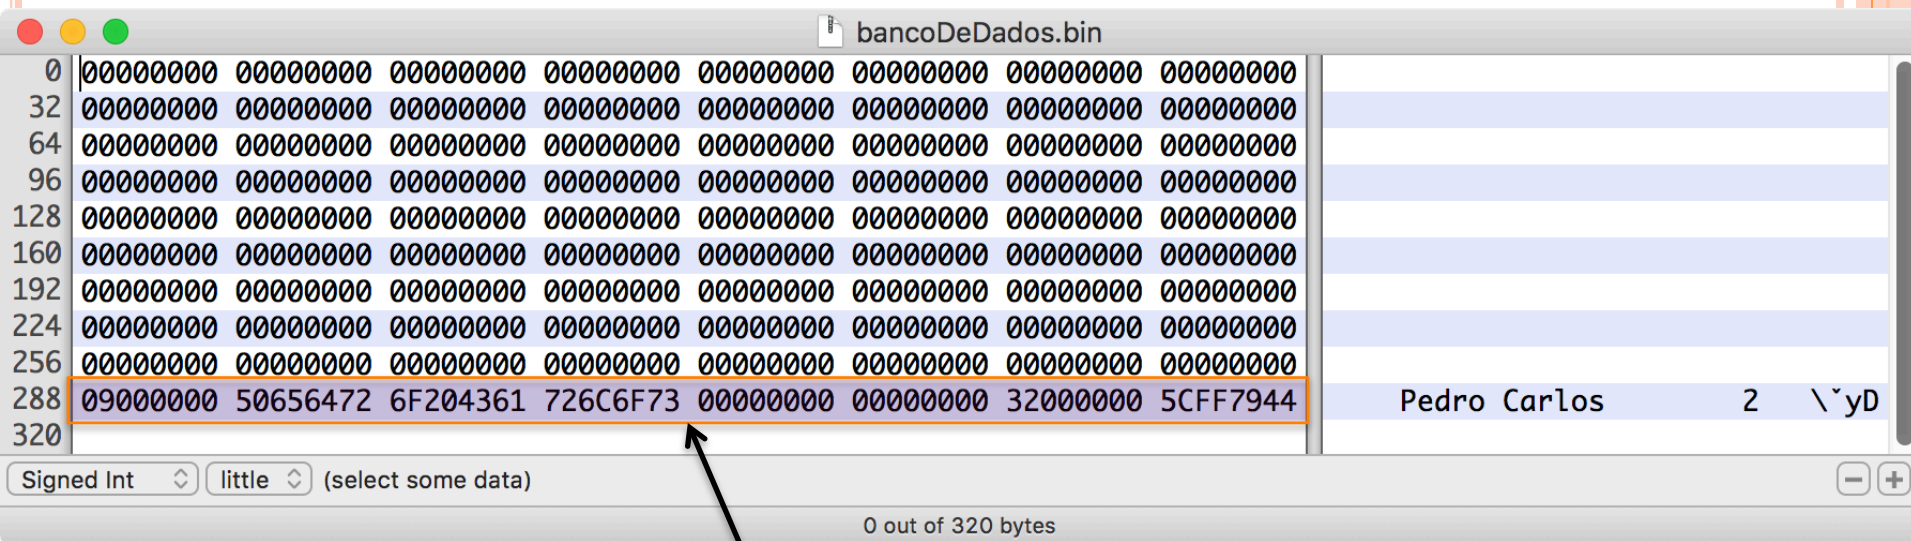 bancoDeDados.bin
0 00000000 00000000 00000000 00000000 00000000 00000000 00000000 00000000
32 00000000 00000000 00000000 00000000 00000000 00000000 00000000 00000000
64 00000000 00000000 00000000 00000000 00000000 00000000 00000000 00000000
96 00000000 00000000 00000000 00000000 00000000 00000000 00000000 00000000
128 00000000 00000000 00000000 00000000 00000000 00000000 00000000 00000000
160 00000000 00000000 00000000 00000000 00000000 00000000 00000000 00000000
192 00000000 00000000 00000000 00000000 00000000 00000000 00000000 00000000
224 00000000 00000000 00000000 00000000 00000000 00000000 00000000 00000000
256 00000000 00000000 00000000 00000000 00000000 00000000 00000000 00000000
288 09000000 50656472 6F204361 726C6F73 00000000 00000000 32000000 5CFF7944 Pedro Carlos 2 \ˇyD
320
Signed Int little (select some data)
0 out of 320 bytes